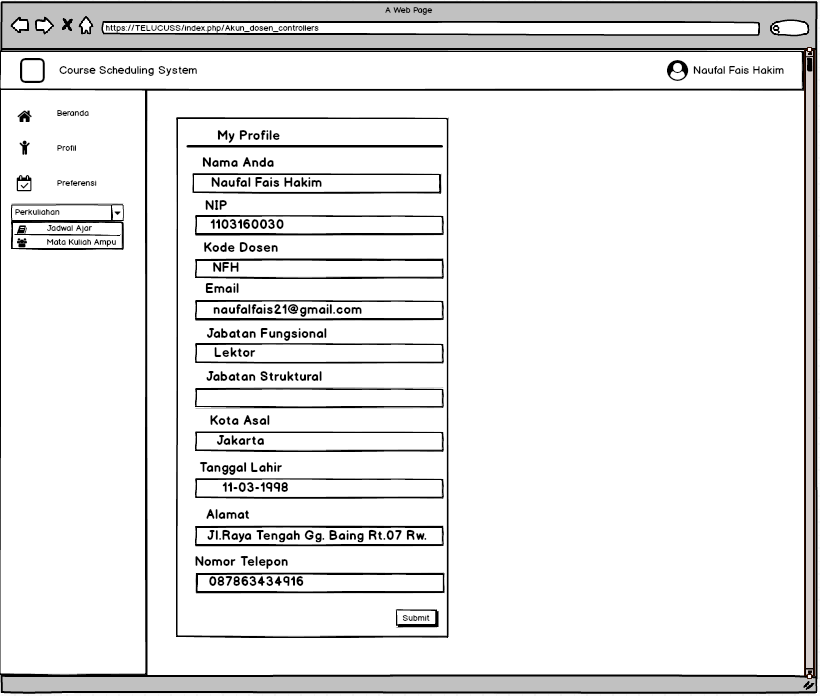 A Web Page
https://TELUCUSS/index.php/Akun_dosen_controllers
Course Scheduling System
Naufal Fais Hakim
Beranda
Profil
Preferensi
Perkuliahan
Jadwal Ajar
Mata Kuliah Ampu
My Profile
Nama Anda
Naufal Fais Hakim
NIP
1103160030
Kode Dosen
NFH
Email
naufalfais21@gmail.com
Jabatan Fungsional
Lektor
Jabatan Struktural
Kota Asal
Jakarta
Tanggal Lahir
11-03-1998
Alamat
Jl.Raya Tengah Gg. Baing Rt.07 Rw.
Nomor Telepon
087863434916
Submit